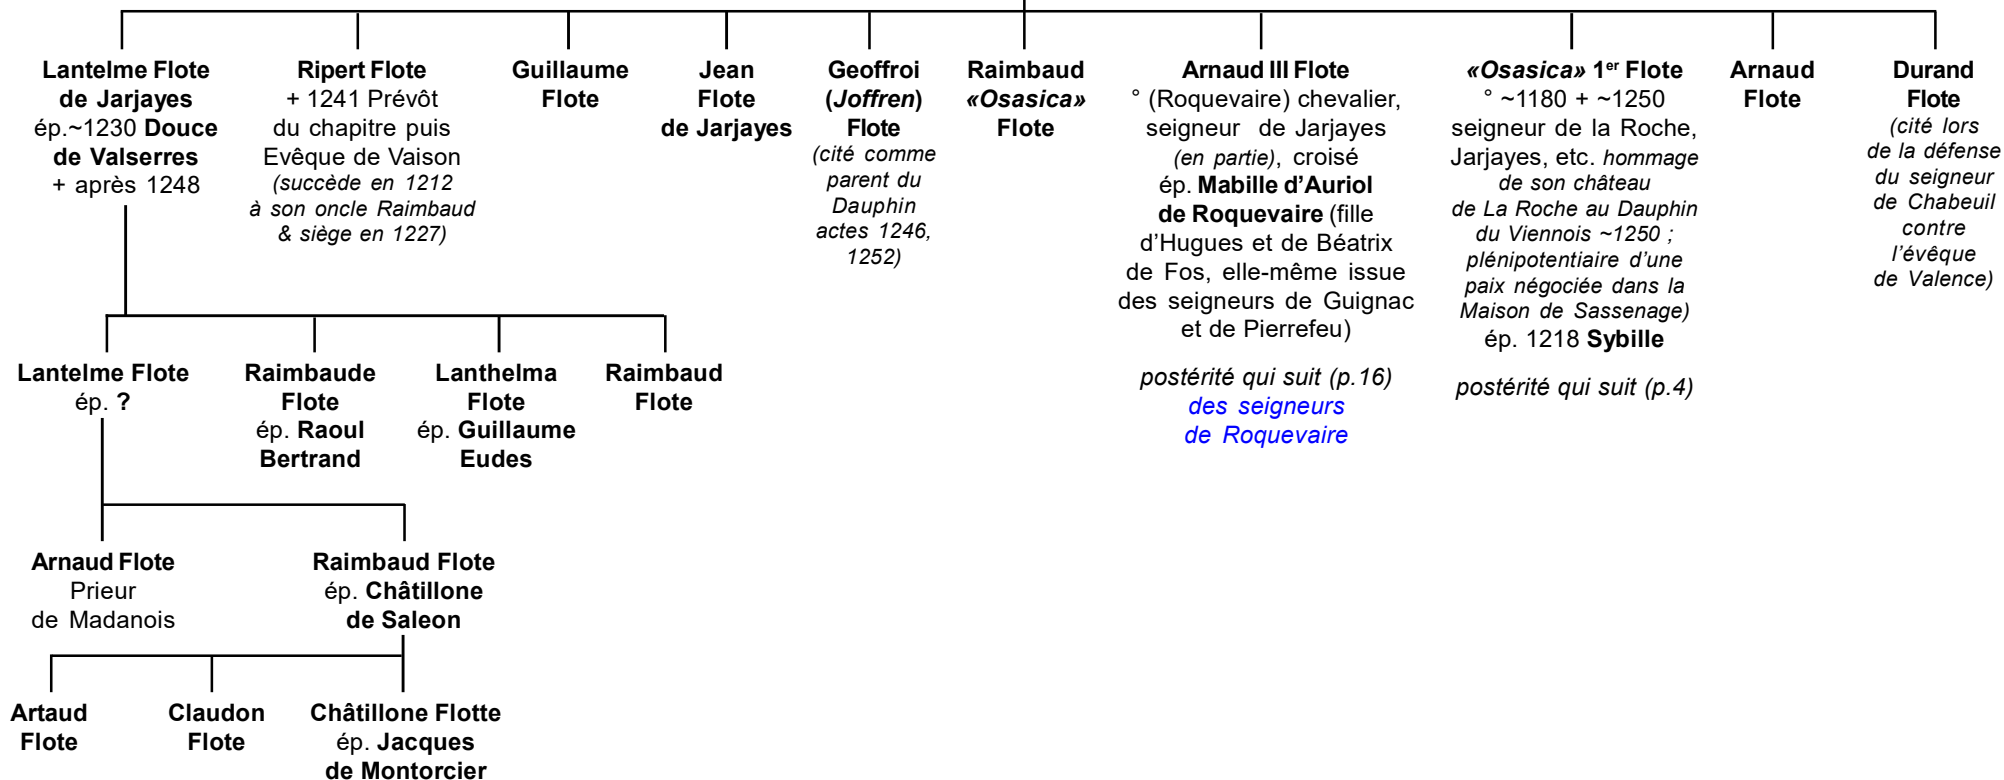 Lantelme Flote
de Jarjayes
ép.~1230 Douce
de Valserres
+ après 1248
Ripert Flote
+ 1241 Prévôt
du chapitre puis
Evêque de Vaison
(succède en 1212
à son oncle Raimbaud
& siège en 1227)
Guillaume
Flote
Jean
Flote
de Jarjayes
Geoffroi
(Joffren)
Flote
(cité comme
parent du
Dauphin
actes 1246,
1252)
Raimbaud
«Osasica»
Flote
Arnaud III Flote
° (Roquevaire) chevalier,
seigneur de Jarjayes
(en partie), croisé
ép. Mabille d’Auriol
de Roquevaire (fille
d’Hugues et de Béatrix
de Fos, elle-même issue
des seigneurs de Guignac
et de Pierrefeu)
postérité qui suit (p.16)
des seigneurs
de Roquevaire
«Osasica» 1er Flote
° ~1180 + ~1250
seigneur de la Roche,
Jarjayes, etc. hommage
de son château
de La Roche au Dauphin
du Viennois ~1250 ;
plénipotentiaire d’une
paix négociée dans la
Maison de Sassenage)
ép. 1218 Sybille
postérité qui suit (p.4)
Arnaud
Flote
Durand
Flote
(cité lors
de la défense
du seigneur
de Chabeuil
contre
l’évêque
de Valence)
Lantelme Flote
ép. ?
Raimbaude
Flote
ép. Raoul
Bertrand
Lanthelma
Flote
ép. Guillaume
Eudes
Raimbaud
Flote
Arnaud Flote
Prieur
de Madanois
Raimbaud Flote
ép. Châtillone
de Saleon
Artaud
Flote
Claudon
Flote
Châtillone Flotte
ép. Jacques
de Montorcier